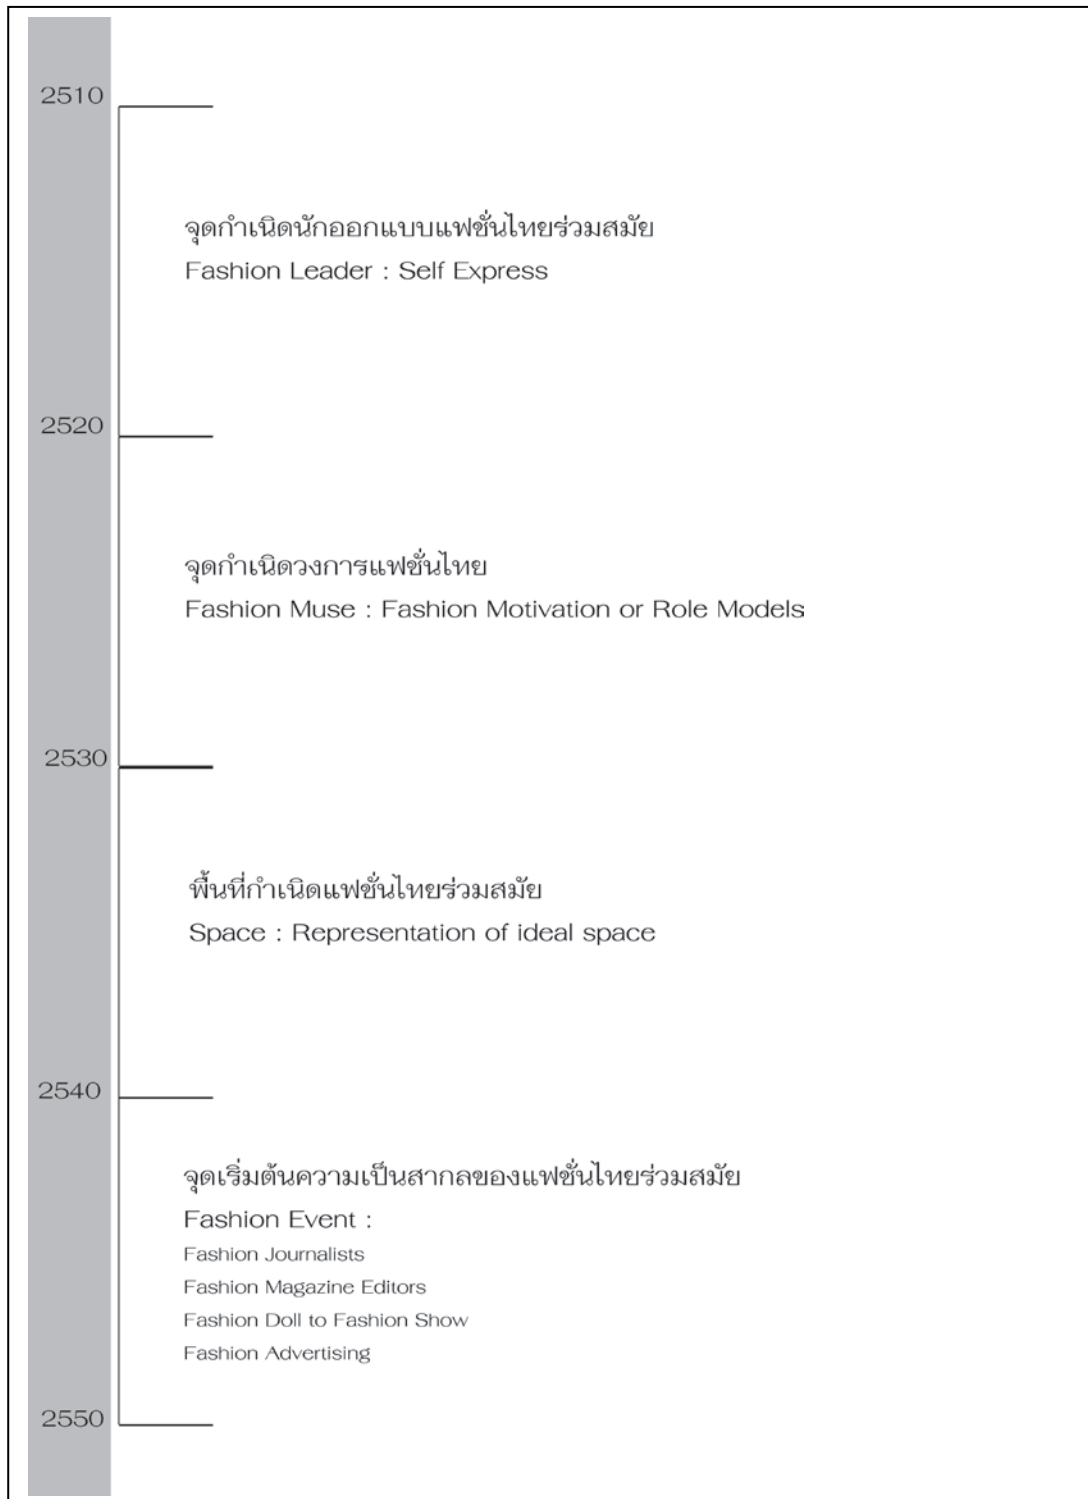 2510
จุดกำเนิดนักออกแบบแฟชั่นไทยร่วมสมัย
Fashion Leader : Self Express
2520
จุดกำเนิดวงการแฟชั่นไทย
Fashion Muse : Fashion Motivation or Role Models
2530
พื้นที่กำเนิดแฟชั่นไทยร่วมสมัย
Space : Representation of ideal space
2540
จุดเริ่มต้นความเป็นสากลของแฟชั่นไทยร่วมสมัย
Fashion Event :
Fashion Journalists
Fashion Magazine Editors
Fashion Doll to Fashion Show
Fashion Advertising
2550